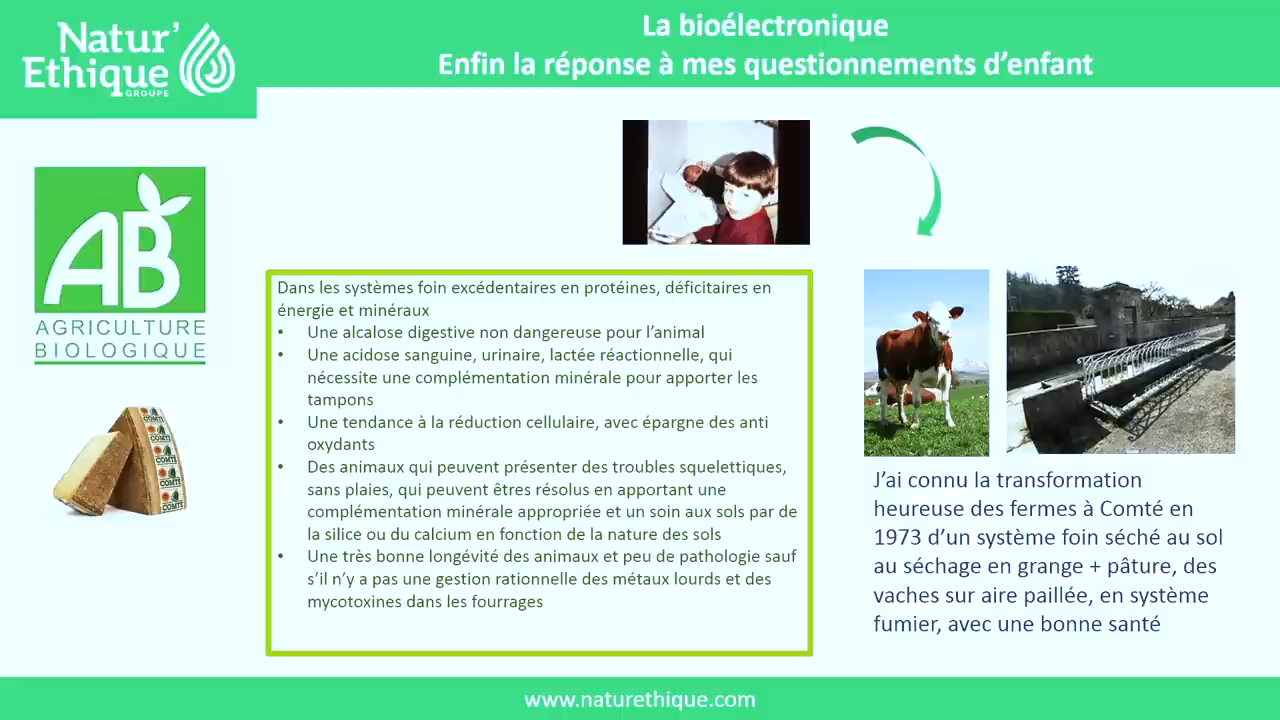 Natur'
Ethique
GROUPE
La bioélectronique
Enfin la réponse à mes questionnements d'enfant
AB
AGRICULTURE
BIOLOGIQUE
COMTÉ
COMTÉ
COMTÉ
COMTÉ
COMTÉ
Dans les systèmes foin excédentaires en protéines, déficitaires en
énergie et minéraux
• Une alcalose digestive non dangereuse pour l'animal
• Une acidose sanguine, urinaire, lactée réactionnelle, qui
nécessite une complémentation minérale pour apporter les
tampons
• Une tendance à la réduction cellulaire, avec épargne des anti
oxydants
• Des animaux qui peuvent présenter des troubles squelettiques,
sans plaies, qui peuvent êtres résolus en apportant une
complémentation minérale appropriée et un soin aux sols par de
la silice ou du calcium en fonction de la nature des sols
• Une très bonne longévité des animaux et peu de pathologie sauf
s'il n'y a pas une gestion rationnelle des métaux lourds et des
mycotoxines dans les fourrages
J'ai connu la transformation
heureuse des fermes à Comté en
1973 d'un système foin séché au sol
au séchage en grange + pâture, des
vaches sur aire paillée, en système
fumier, avec une bonne santé
www.naturethique.com